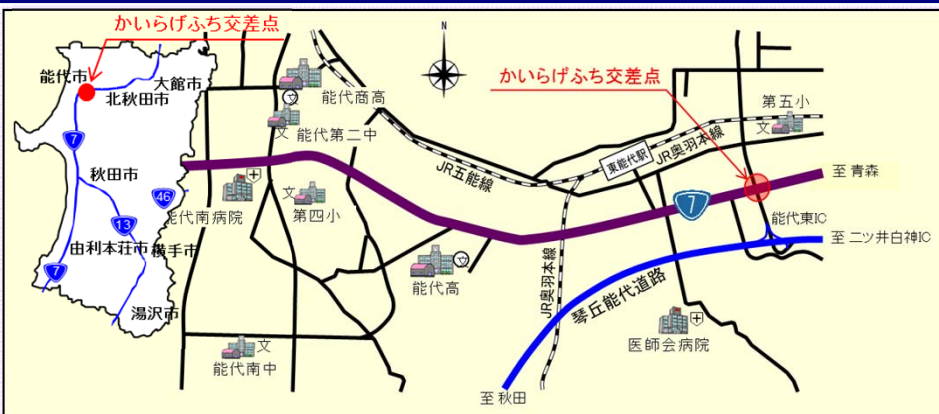 かいらげふち交差点
能代市
大館市
北秋田市
7
秋田市
46
13
由利本荘市
横手市
7
湯沢市
N
能代商高
文
文
能代第二中
能代南病院
文
第四小
JR五能線
東能代駅
JR奥羽本線
かいらげふち交差点
第五小
文
至 青森
7
能代東IC
至 二ツ井白神IC
文
能代高
JR奥羽本線
琴丘能代道路
医師会病院
文
能代南中
至 秋田